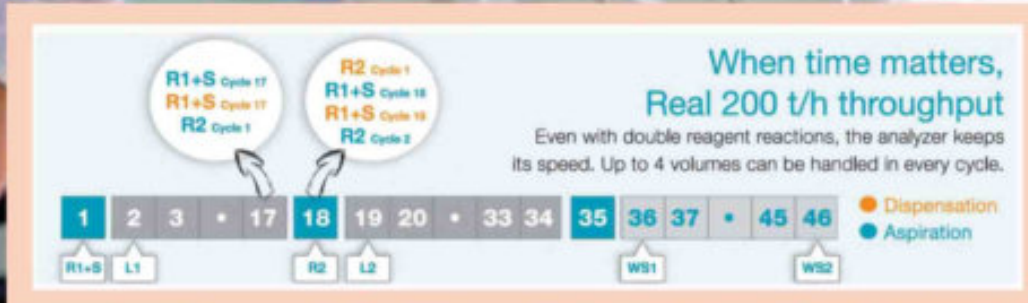 When time matters,
Real 200 t/h throughput
Even with double reagent reactions, the analyzer keeps
its speed. Up to 4 volumes can be handled in every cycle.
R1+S Cycle 17
R1+S Cycle 17
R2 Cycle 1
R2 Cycle 1
R1+S Cycle 18
R1+S Cycle 18
R2 Cycle 2
1 2 3 • 17 18 19 20 • 33 34 35 36 37 • 45 46
Dispensation
Aspiration
R1+S L1 R2 L2 WS1 WS2